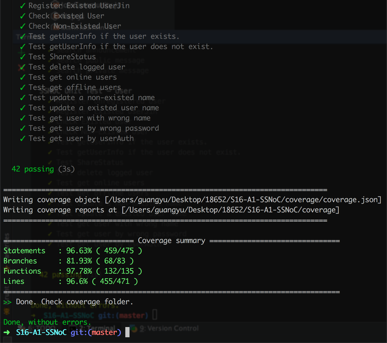 ✓ Register Existed UserJin
✓ Check Existed User
✓ Check Non-Existed User
✓ Test getUserInfo if the user exists.
✓ Test getUserInfo if the user does not exist.
✓ Test ShareStatus
✓ Test delete logged user
✓ Test get online users
✓ Test get offline users
✓ Test update a non-existed name
✓ Test update a existed user name
✓ Test get user with wrong name
✓ Test get user by wrong password
✓ Test get user by userAuth
42 passing (3s)
=============================================================================
Writing coverage object [/Users/guangyu/Desktop/18652/S16-A1-SSNoC/coverage/coverage.json]
Writing coverage reports at [/Users/guangyu/Desktop/18652/S16-A1-SSNoC/coverage]
=============================================================================
=============================== Coverage summary ===============================
Statements : 96.63% ( 459/475 )
Branches : 81.93% ( 68/83 )
Functions : 97.78% ( 132/135 )
Lines : 96.6% ( 455/471 )
================================================================================
>> Done. Check coverage folder.
Done, without errors.
➜ S16-A1-SSNoC git:(master)
Version Control